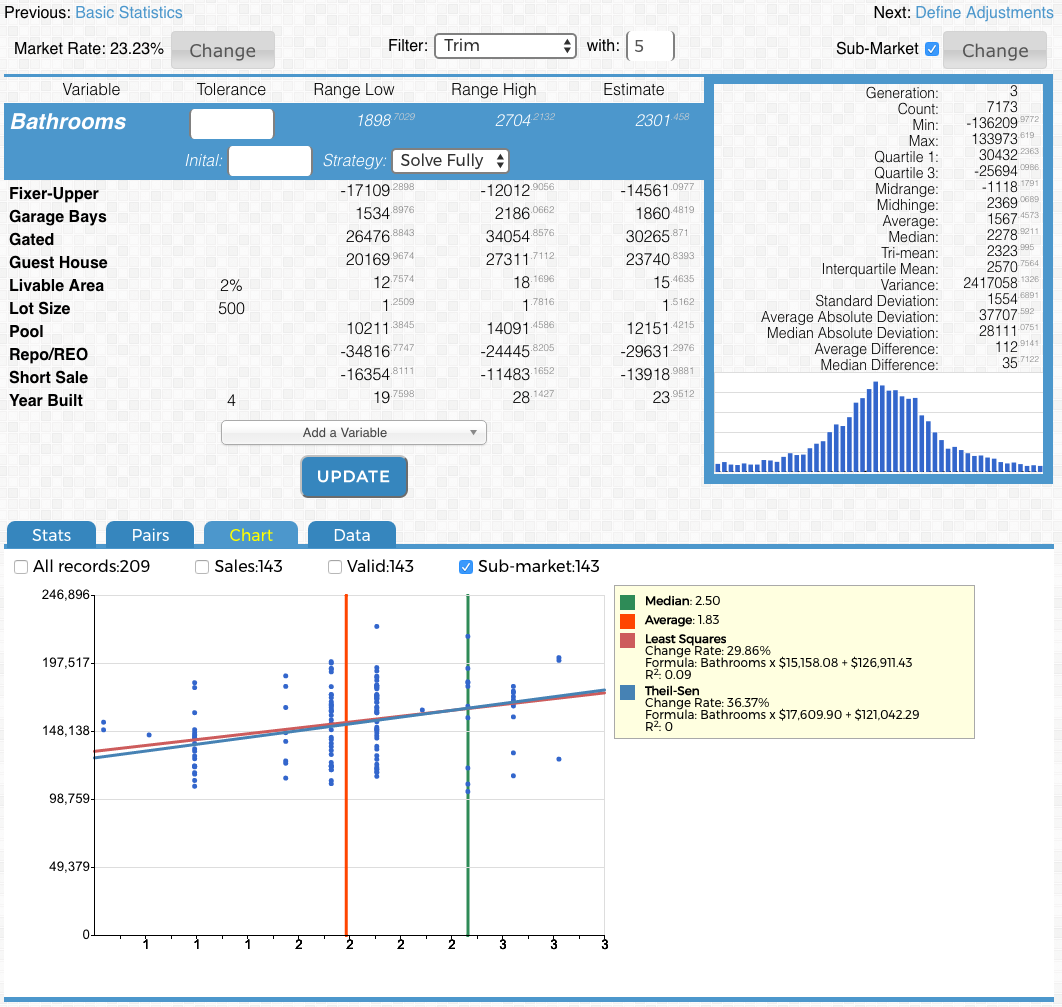 Previous: Basic Statistics
Next: Define Adjustments
Market Rate: 23.23% Change
Filter: Trim with: 5
Sub-Market Change
Variable Tolerance Range Low Range High Estimate
Bathrooms 1898.7029 2704.2132 2301.458
Inital: Strategy: Solve Fully
Fixer-Upper -17109.2898 -12012.9056 -14561.0977
Garage Bays 1534.8976 2186.0662 1860.4819
Gated 26476.8843 34054.8576 30265.871
Guest House 20169.9674 27311.7112 23740.8393
Livable Area 2% 12.7574 18.1696 15.4635
Lot Size 500 1.2509 1.7816 1.5162
Pool 10211.3845 14091.4586 12151.4215
Repo/REO -34816.7747 -24445.8205 -29631.2976
Short Sale -16354.8111 -11483.1652 -13918.9881
Year Built 4 19.7598 28.1427 23.9512
Add a Variable
UPDATE
Generation: 3
Count: 7173
Min: -136209.9772
Max: 133973.619
Quartile 1: 30432.2363
Quartile 3: -25694.0986
Midrange: -1118.1791
Midhinge: 2369.0689
Average: 1567.4573
Median: 2278.9211
Tri-mean: 2323.995
Interquartile Mean: 2570.7564
Variance: 2417058.1326
Standard Deviation: 1554.6891
Average Absolute Deviation: 37707.592
Median Absolute Deviation: 28111.0751
Average Difference: 112.9141
Median Difference: 35.7122
Stats Pairs Chart Data
All records:209 Sales:143 Valid:143 Sub-market:143
246,896
197,517
148,138
98,759
49,379
0
1 1 1 2 2 2 2 3 3 3
Median: 2.50
Average: 1.83
Least Squares
Change Rate: 29.86%
Formula: Bathrooms x $15,158.08 + $126,911.43
R²: 0.09
Theil-Sen
Change Rate: 36.37%
Formula: Bathrooms x $17,609.90 + $121,042.29
R²: 0